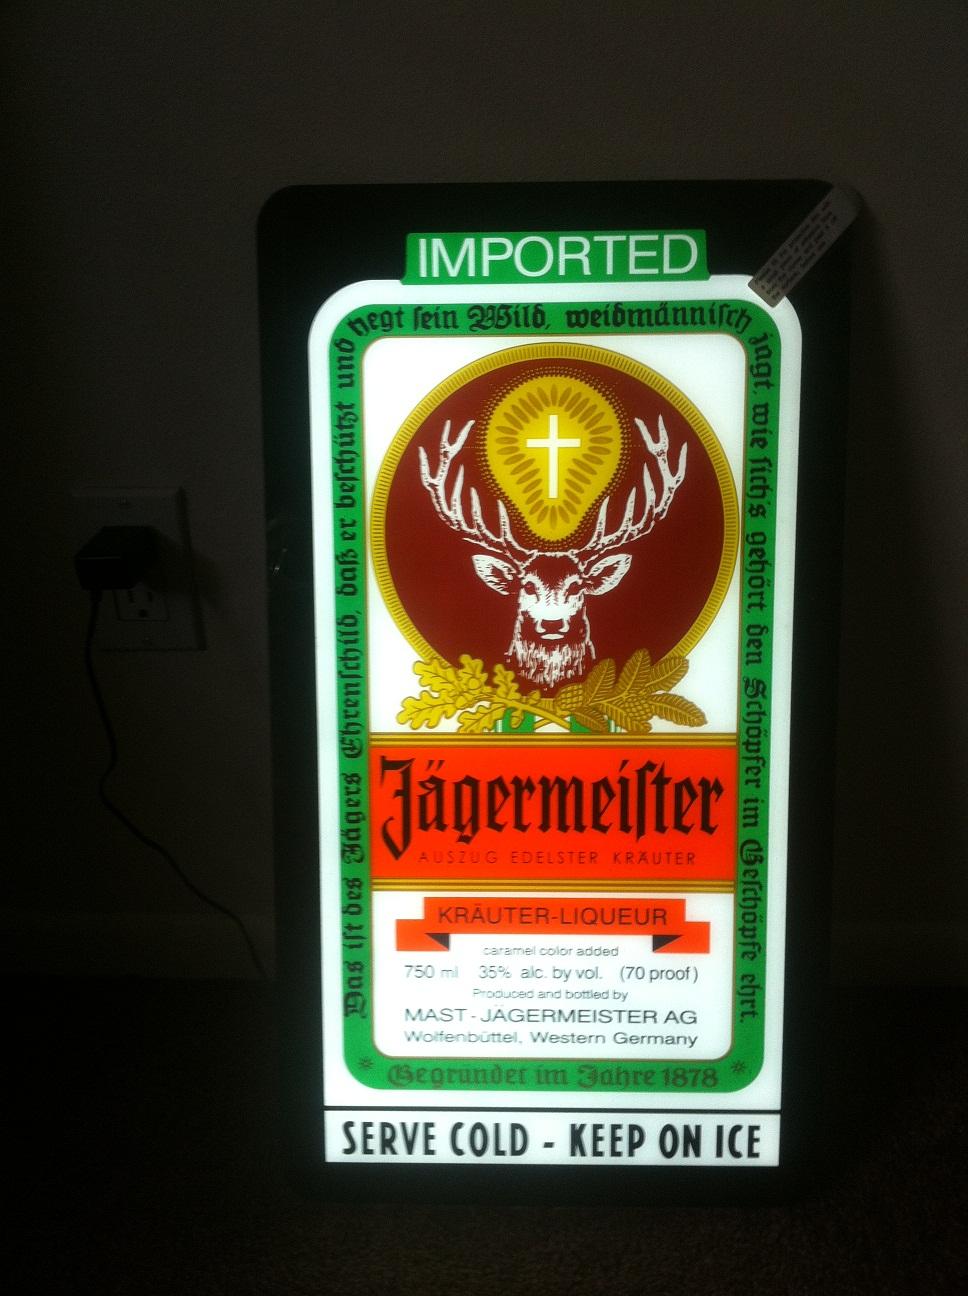 IMPORTED
Das ist des Jägers Ehrenschild, daß er beschützt und hegt sein Wild, weidmännisch jagt, wie sich's gehört, den Schöpfer im Geschöpfe ehrt.
Jägermeiſter
AUSZUG EDELSTER KRÄUTER
KRÄUTER-LIQUEUR
caramel color added
750 ml 35% alc. by vol. (70 proof)
Produced and bottled by
MAST-JÄGERMEISTER AG
Wolfenbüttel, Western Germany
Gegründet im Jahre 1878
SERVE COLD - KEEP ON ICE